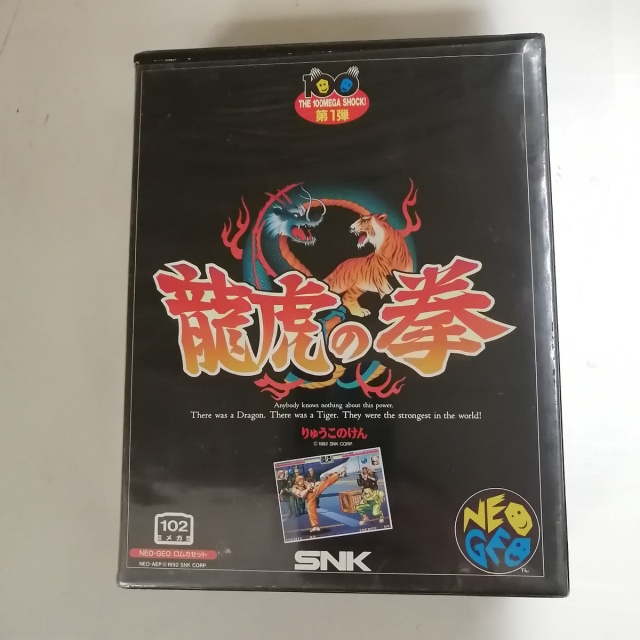 100
THE 100MEGA SHOCK!
第1弾
龍虎の拳
Anybody knows nothing about this power.
There was a Dragon. There was a Tiger. They were the strongest in the world!
りゅうこのけん
© 1992 SNK CORP.
102
メガ
NEO-GEO ロムカセット
NEO-AEP © 1992 SNK CORP.
SNK
NEO
GEO
TM